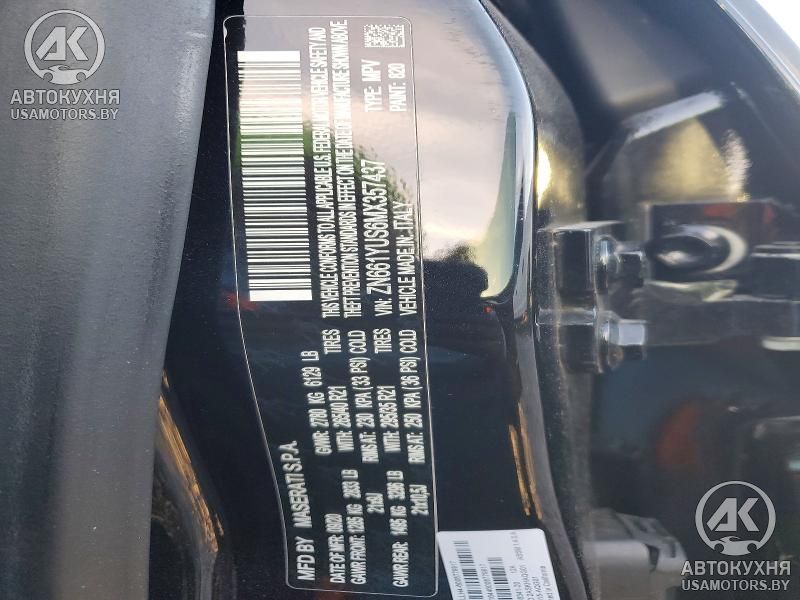 MFD BY MASERATI S.P.A.
DATE OF MFR: 08/20 GVWR: 2780 KG 6129 LB
GAWR FRONT: 1285 KG 2833 LB WITH: 265/40 R21 TIRES
21x9J RIMS AT: 230 KPA (33 PSI) COLD
GAWR REAR: 1495 KG 3296 LB WITH: 295/35 R21 TIRES
21x10,5J RIMS AT: 250 KPA (36 PSI) COLD
THIS VEHICLE CONFORMS TO ALL APPLICABLE U.S. FEDERAL MOTOR VEHICLE SAFETY AND
THEFT PREVENTION STANDARDS IN EFFECT ON THE DATE OF MANUFACTURE SHOWN ABOVE.
VIN: ZN661YUS6MX357437 TYPE: MPV
VEHICLE MADE IN: ITALY PAINT: 820
АК
АВТОКУХНЯ
USAMOTORS.BY
АК
АВТОКУХНЯ
USAMOTORS.BY